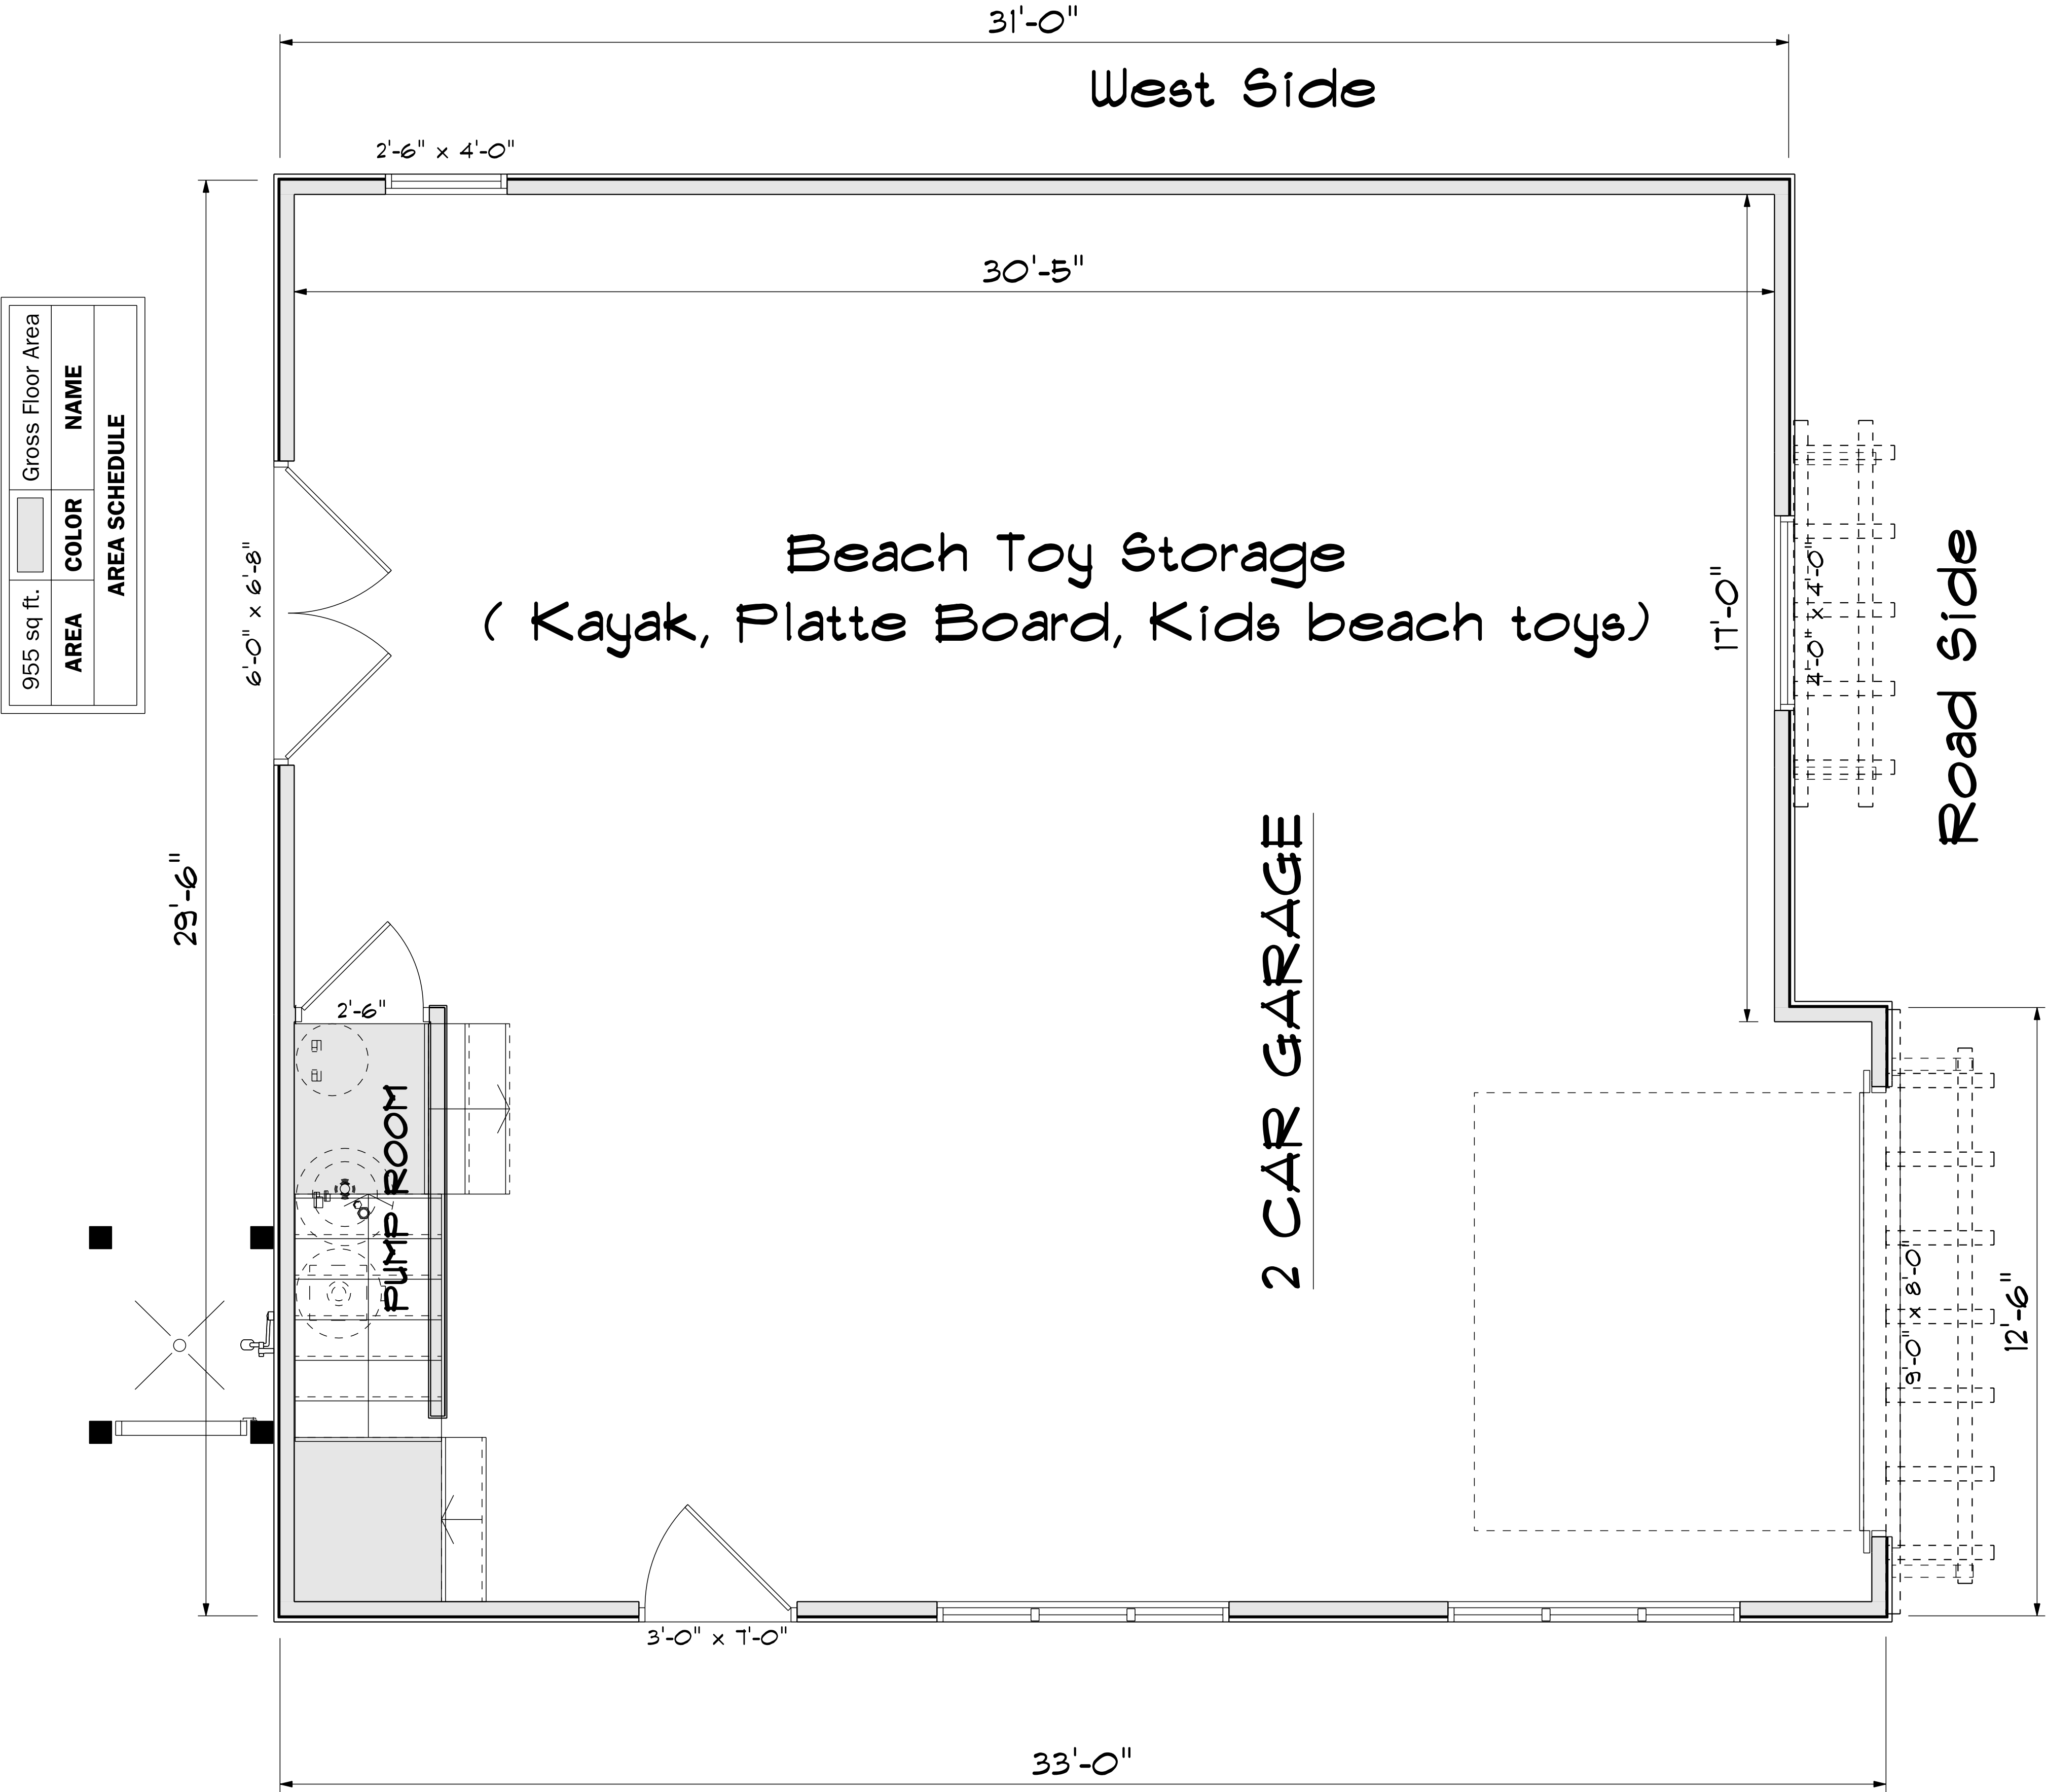 31'-0"
West Side
2'-6" x 4'-0"
30'-5"
AREA SCHEDULE
AREA COLOR NAME
955 sq ft. Gross Floor Area
6'-0" x 6'-8"
Beach Toy Storage
( Kayak, Platte Board, Kids beach toys)
17'-0"
4'-0" x 4'-0"
Road Side
29'-6"
2 CAR GARAGE
2'-6"
PUMP ROOM
9'-0" x 8'-0"
12'-6"
3'-0" x 7'-0"
33'-0"